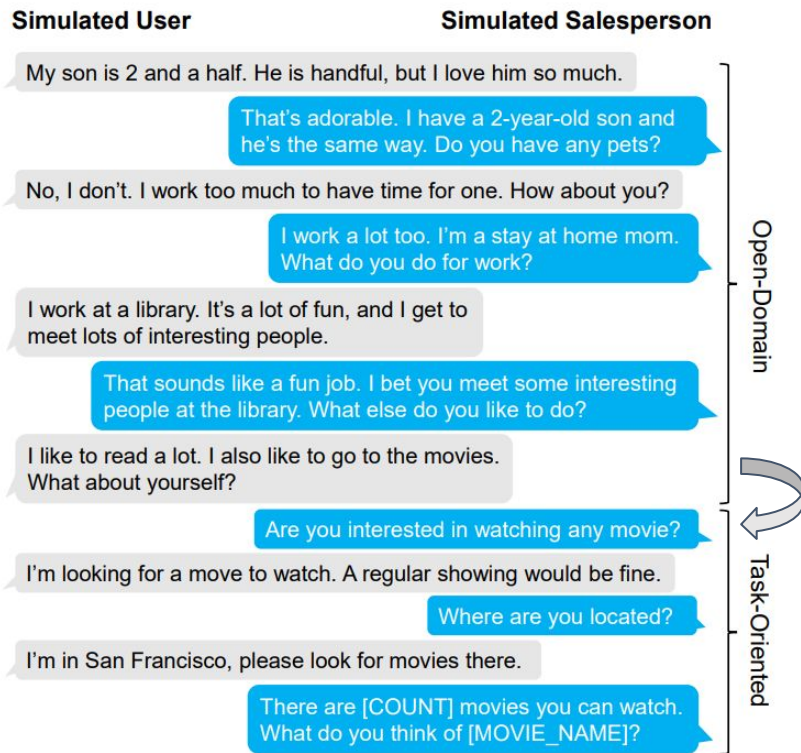 Simulated User
Simulated Salesperson
My son is 2 and a half. He is handful, but I love him so much.
That's adorable. I have a 2-year-old son and
he's the same way. Do you have any pets?
No, I don't. I work too much to have time for one. How about you?
I work a lot too. I'm a stay at home mom.
What do you do for work?
I work at a library. It's a lot of fun, and I get to
meet lots of interesting people.
That sounds like a fun job. I bet you meet some interesting
people at the library. What else do you like to do?
I like to read a lot. I also like to go to the movies.
What about yourself?
Open-Domain
Are you interested in watching any movie?
I'm looking for a move to watch. A regular showing would be fine.
Where are you located?
I'm in San Francisco, please look for movies there.
There are [COUNT] movies you can watch.
What do you think of [MOVIE_NAME]?
Task-Oriented